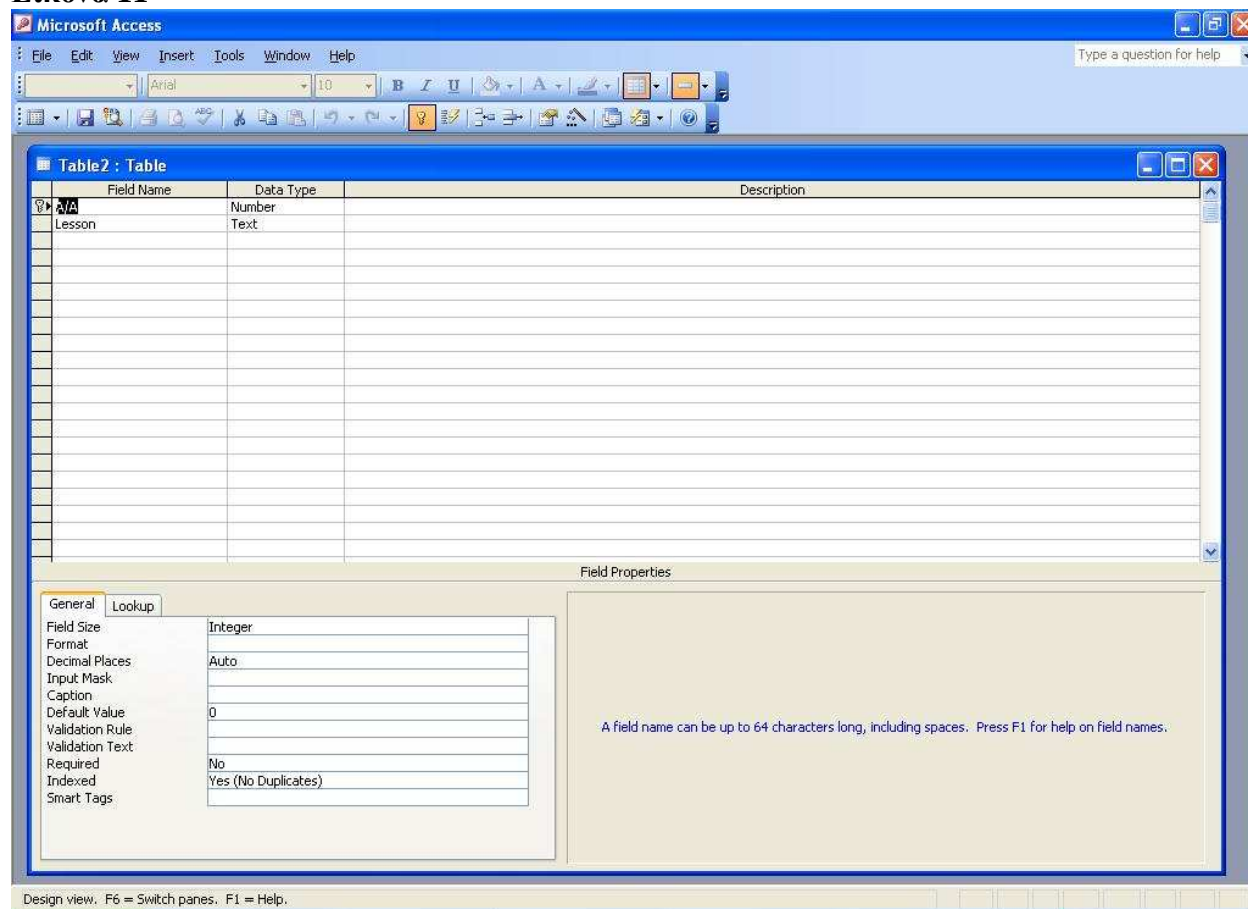 Microsoft Access
File Edit View Insert Tools Window Help
Type a question for help
Arial 10 B I U A
ABC
Table2 : Table
Field Name Data Type Description
A/A Number
Lesson Text
Field Properties
General Lookup
Field Size Integer
Format
Decimal Places Auto
Input Mask
Caption
Default Value 0
Validation Rule
Validation Text
Required No
Indexed Yes (No Duplicates)
Smart Tags
A field name can be up to 64 characters long, including spaces. Press F1 for help on field names.
Design view. F6 = Switch panes. F1 = Help.